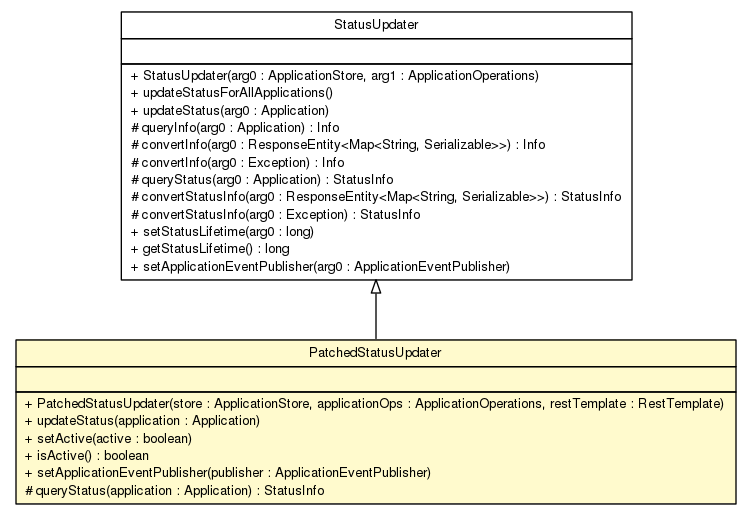 StatusUpdater
+ StatusUpdater(arg0 : ApplicationStore, arg1 : ApplicationOperations)
+ updateStatusForAllApplications()
+ updateStatus(arg0 : Application)
# queryInfo(arg0 : Application) : Info
# convertInfo(arg0 : ResponseEntity<Map<String, Serializable>>) : Info
# convertInfo(arg0 : Exception) : Info
# queryStatus(arg0 : Application) : StatusInfo
# convertStatusInfo(arg0 : ResponseEntity<Map<String, Serializable>>) : StatusInfo
# convertStatusInfo(arg0 : Exception) : StatusInfo
+ setStatusLifetime(arg0 : long)
+ getStatusLifetime() : long
+ setApplicationEventPublisher(arg0 : ApplicationEventPublisher)
PatchedStatusUpdater
+ PatchedStatusUpdater(store : ApplicationStore, applicationOps : ApplicationOperations, restTemplate : RestTemplate)
+ updateStatus(application : Application)
+ setActive(active : boolean)
+ isActive() : boolean
+ setApplicationEventPublisher(publisher : ApplicationEventPublisher)
# queryStatus(application : Application) : StatusInfo